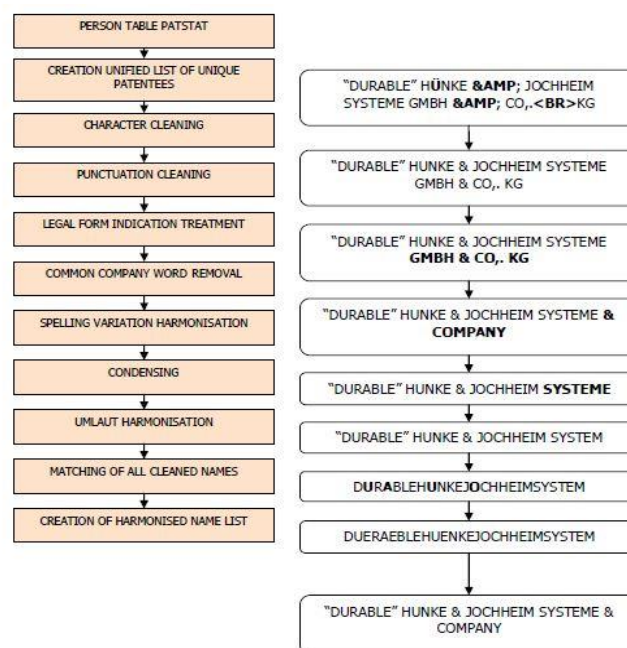 PERSON TABLE PATSTAT
CREATION UNIFIED LIST OF UNIQUE
PATENTEES
CHARACTER CLEANING
PUNCTUATION CLEANING
LEGAL FORM INDICATION TREATMENT
COMMON COMPANY WORD REMOVAL
SPELLING VARIATION HARMONISATION
CONDENSING
UMLAUT HARMONISATION
MATCHING OF ALL CLEANED NAMES
CREATION OF HARMONISED NAME LIST
"DURABLE" HÜNKE &AMP; JOCHHEIM
SYSTEME GMBH &AMP; CO,.<BR>KG
"DURABLE" HUNKE & JOCHHEIM SYSTEME
GMBH & CO,. KG
"DURABLE" HUNKE & JOCHHEIM SYSTEME
GMBH & CO,. KG
"DURABLE" HUNKE & JOCHHEIM SYSTEME &
COMPANY
"DURABLE" HUNKE & JOCHHEIM SYSTEME
"DURABLE" HUNKE & JOCHHEIM SYSTEM
DURABLEHUNKEJOCHHEIMSYSTEM
DUERAEBLEHUENKEJOCHHEIMSYSTEM
"DURABLE" HUNKE & JOCHHEIM SYSTEME &
COMPANY